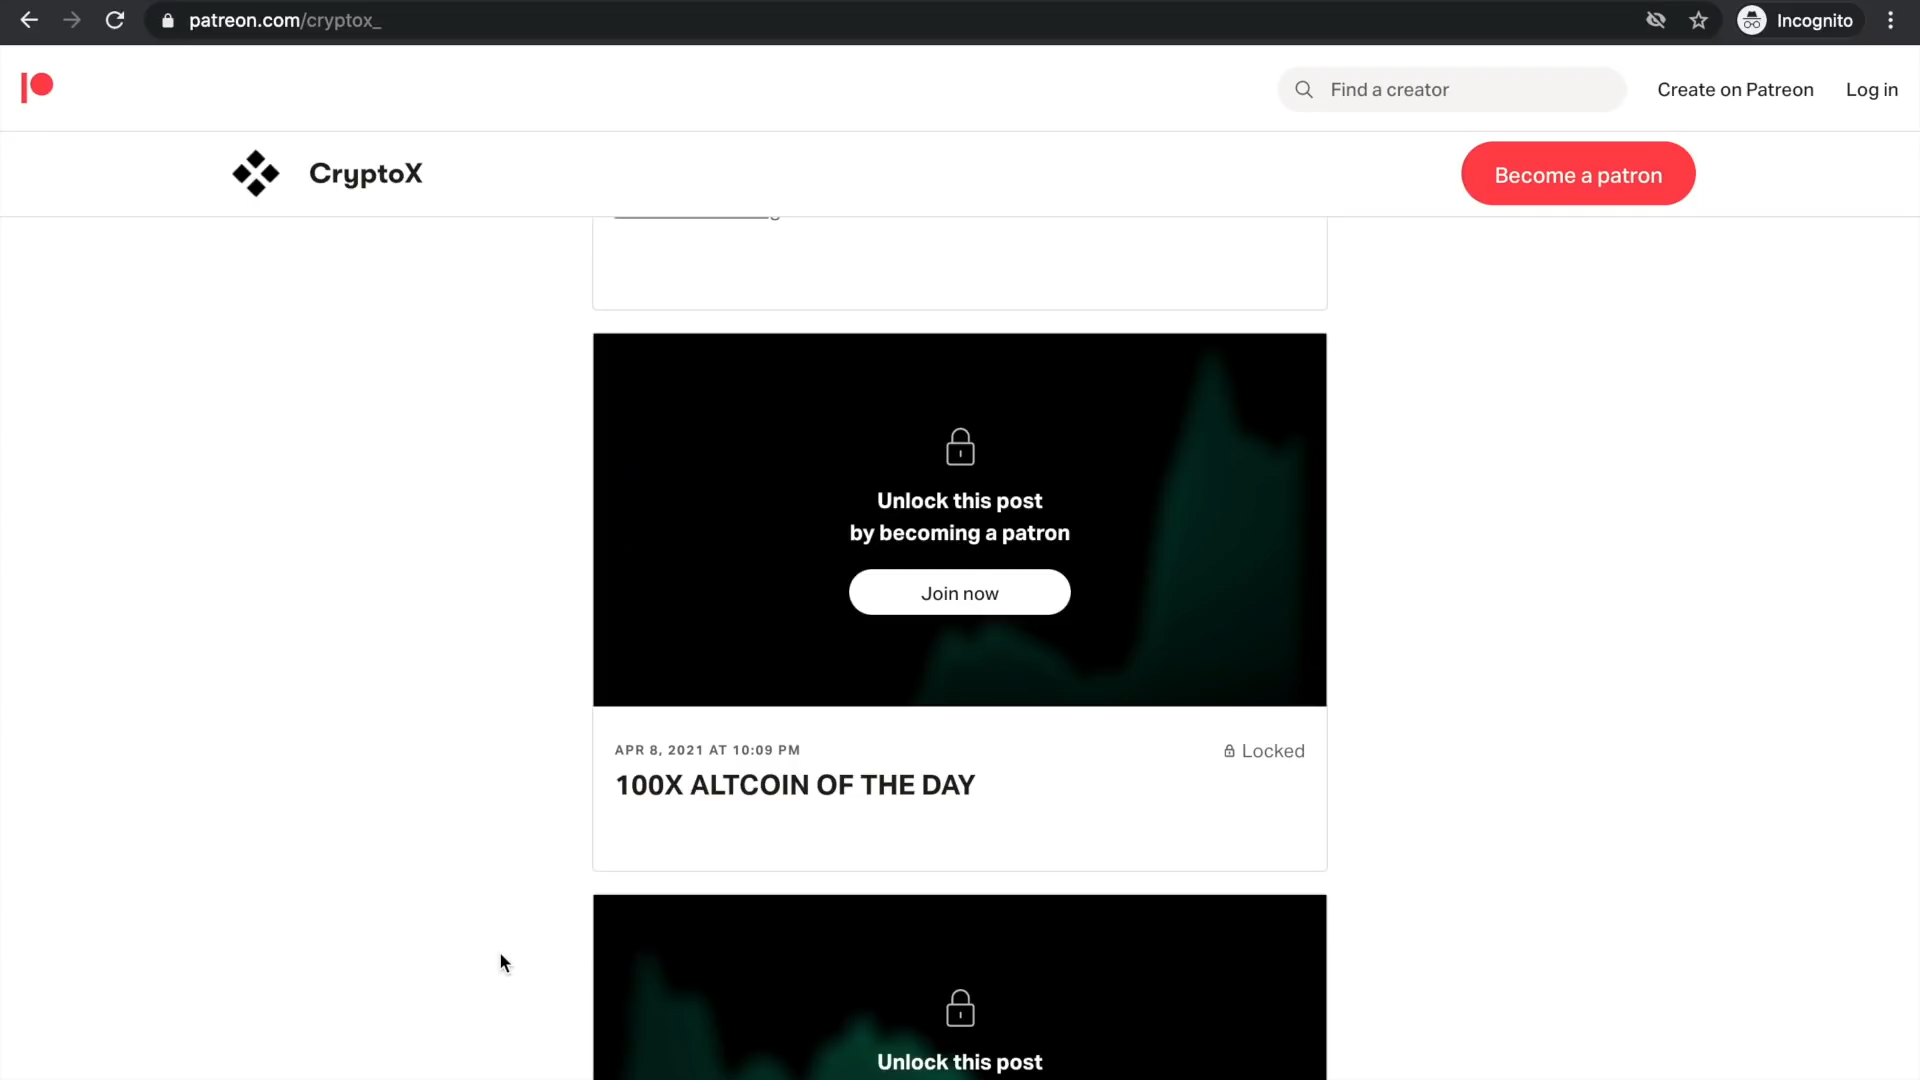 patreon.com/cryptox_
Incognito
Find a creator
Create on Patreon
Log in
CryptoX
Become a patron
Unlock this post
by becoming a patron
Join now
APR 8, 2021 AT 10:09 PM
Locked
100X ALTCOIN OF THE DAY
Unlock this post